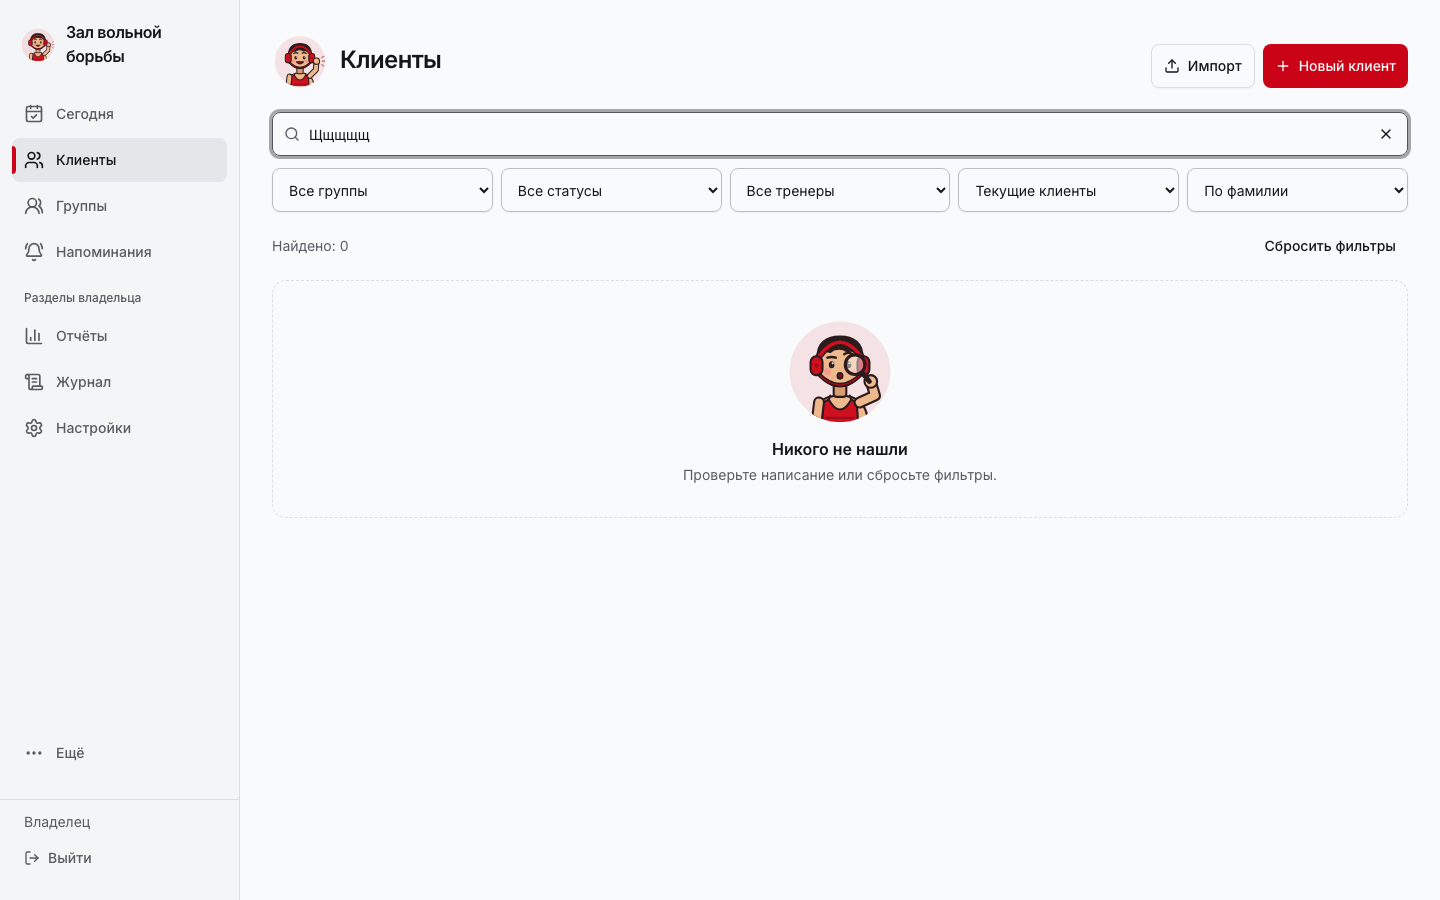 Зал вольной
борьбы
Сегодня
Клиенты
Группы
Напоминания
Разделы владельца
Отчёты
Журнал
Настройки
Ещё
Владелец
Выйти
Клиенты
Импорт
Новый клиент
Щщщщщ
Все группы
Все статусы
Все тренеры
Текущие клиенты
По фамилии
Найдено: 0
Сбросить фильтры
Никого не нашли
Проверьте написание или сбросьте фильтры.